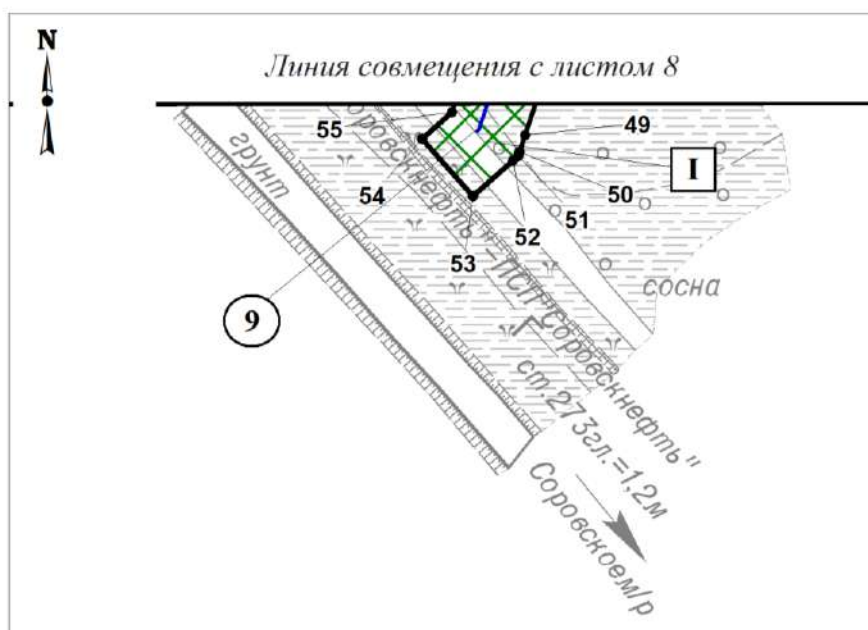 N
Линия совмещения с листом 8
55
49
I
50
грунт
54
51
52
53
9
сосна
оровскнефть"-ПСП"Соровскнефть"
Г
ст.273гл.=1,2м
Соровскоем/р